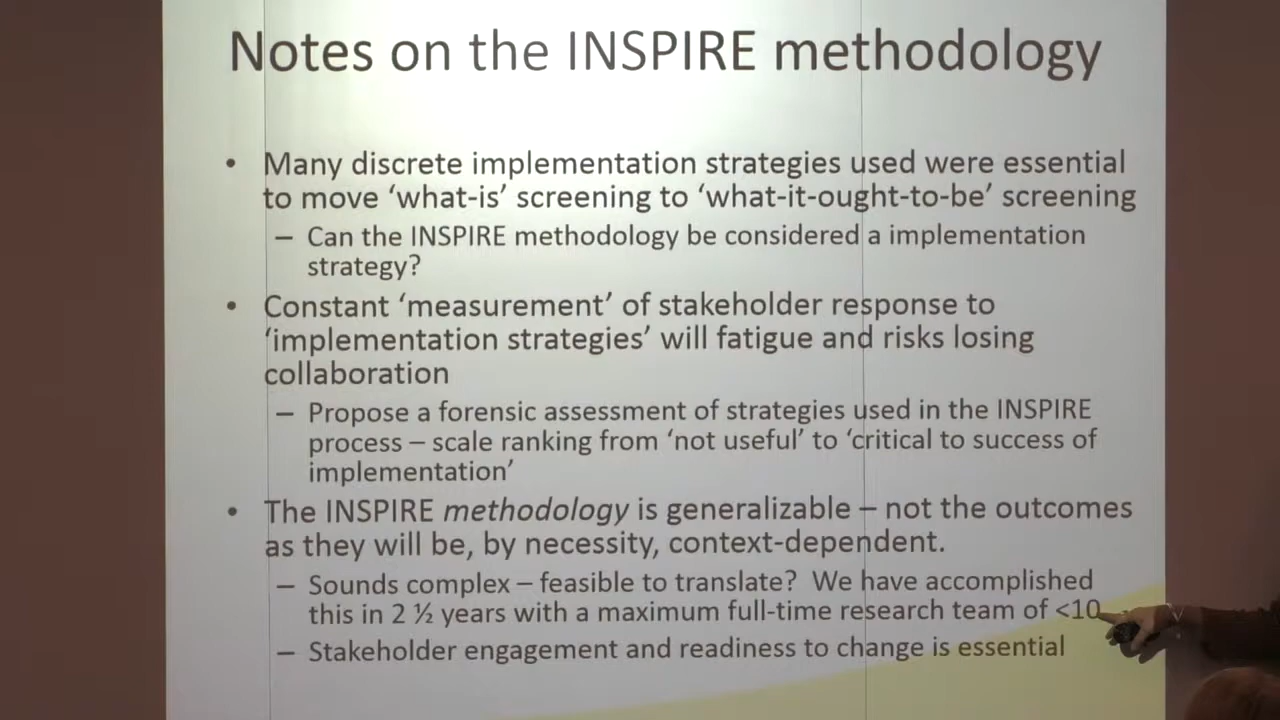 Notes on the INSPIRE methodology
• Many discrete implementation strategies used were essential
to move ‘what-is’ screening to ‘what-it-ought-to-be’ screening
– Can the INSPIRE methodology be considered a implementation
strategy?
• Constant ‘measurement’ of stakeholder response to
‘implementation strategies’ will fatigue and risks losing
collaboration
– Propose a forensic assessment of strategies used in the INSPIRE
process – scale ranking from ‘not useful’ to ‘critical to success of
implementation’
• The INSPIRE methodology is generalizable – not the outcomes
as they will be, by necessity, context-dependent.
– Sounds complex – feasible to translate? We have accomplished
this in 2 ½ years with a maximum full-time research team of <10
– Stakeholder engagement and readiness to change is essential